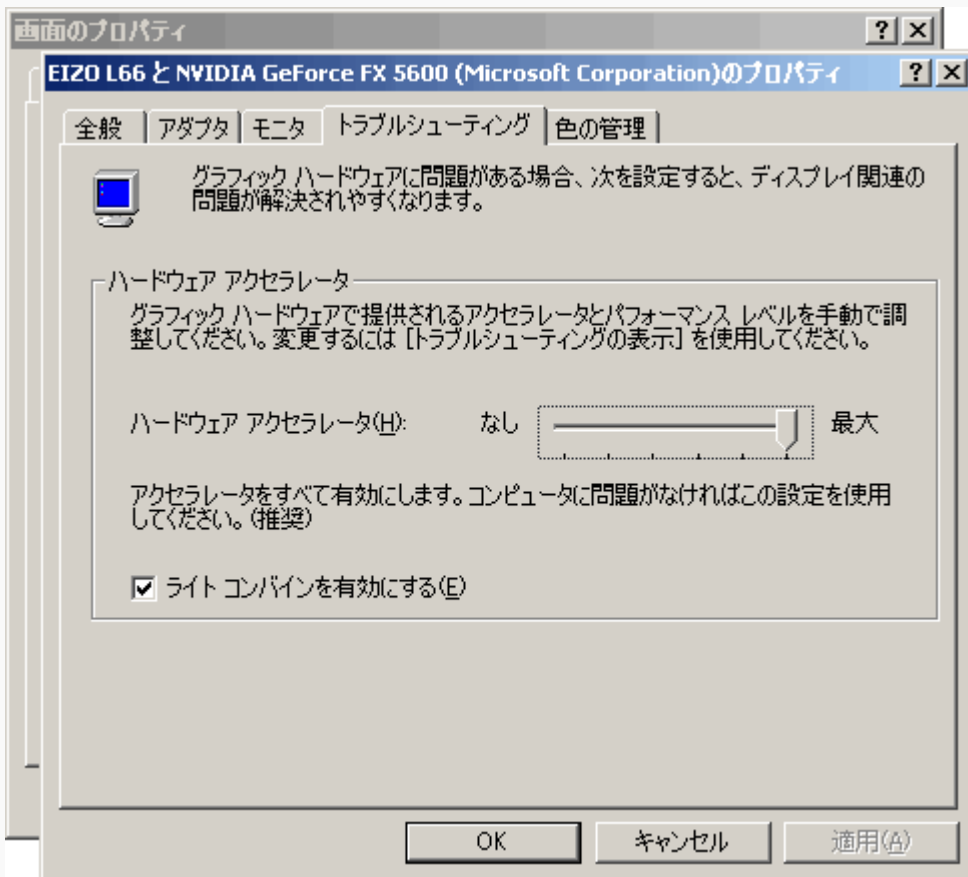 画面のプロパティ
EIZO L66 と NVIDIA GeForce FX 5600 (Microsoft Corporation)のプロパティ
全般 アダプタ モニタ トラブルシューティング 色の管理
グラフィック ハードウェアに問題がある場合、次を設定すると、ディスプレイ関連の
問題が解決されやすくなります。
ハードウェア アクセラレータ
グラフィック ハードウェアで提供されるアクセラレータとパフォーマンス レベルを手動で調
整してください。変更するには [トラブルシューティングの表示] を使用してください。
ハードウェア アクセラレータ(H): なし 最大
アクセラレータをすべて有効にします。コンピュータに問題がなければこの設定を使用
してください。(推奨)
ライト コンバインを有効にする(E)
OK キャンセル 適用(A)